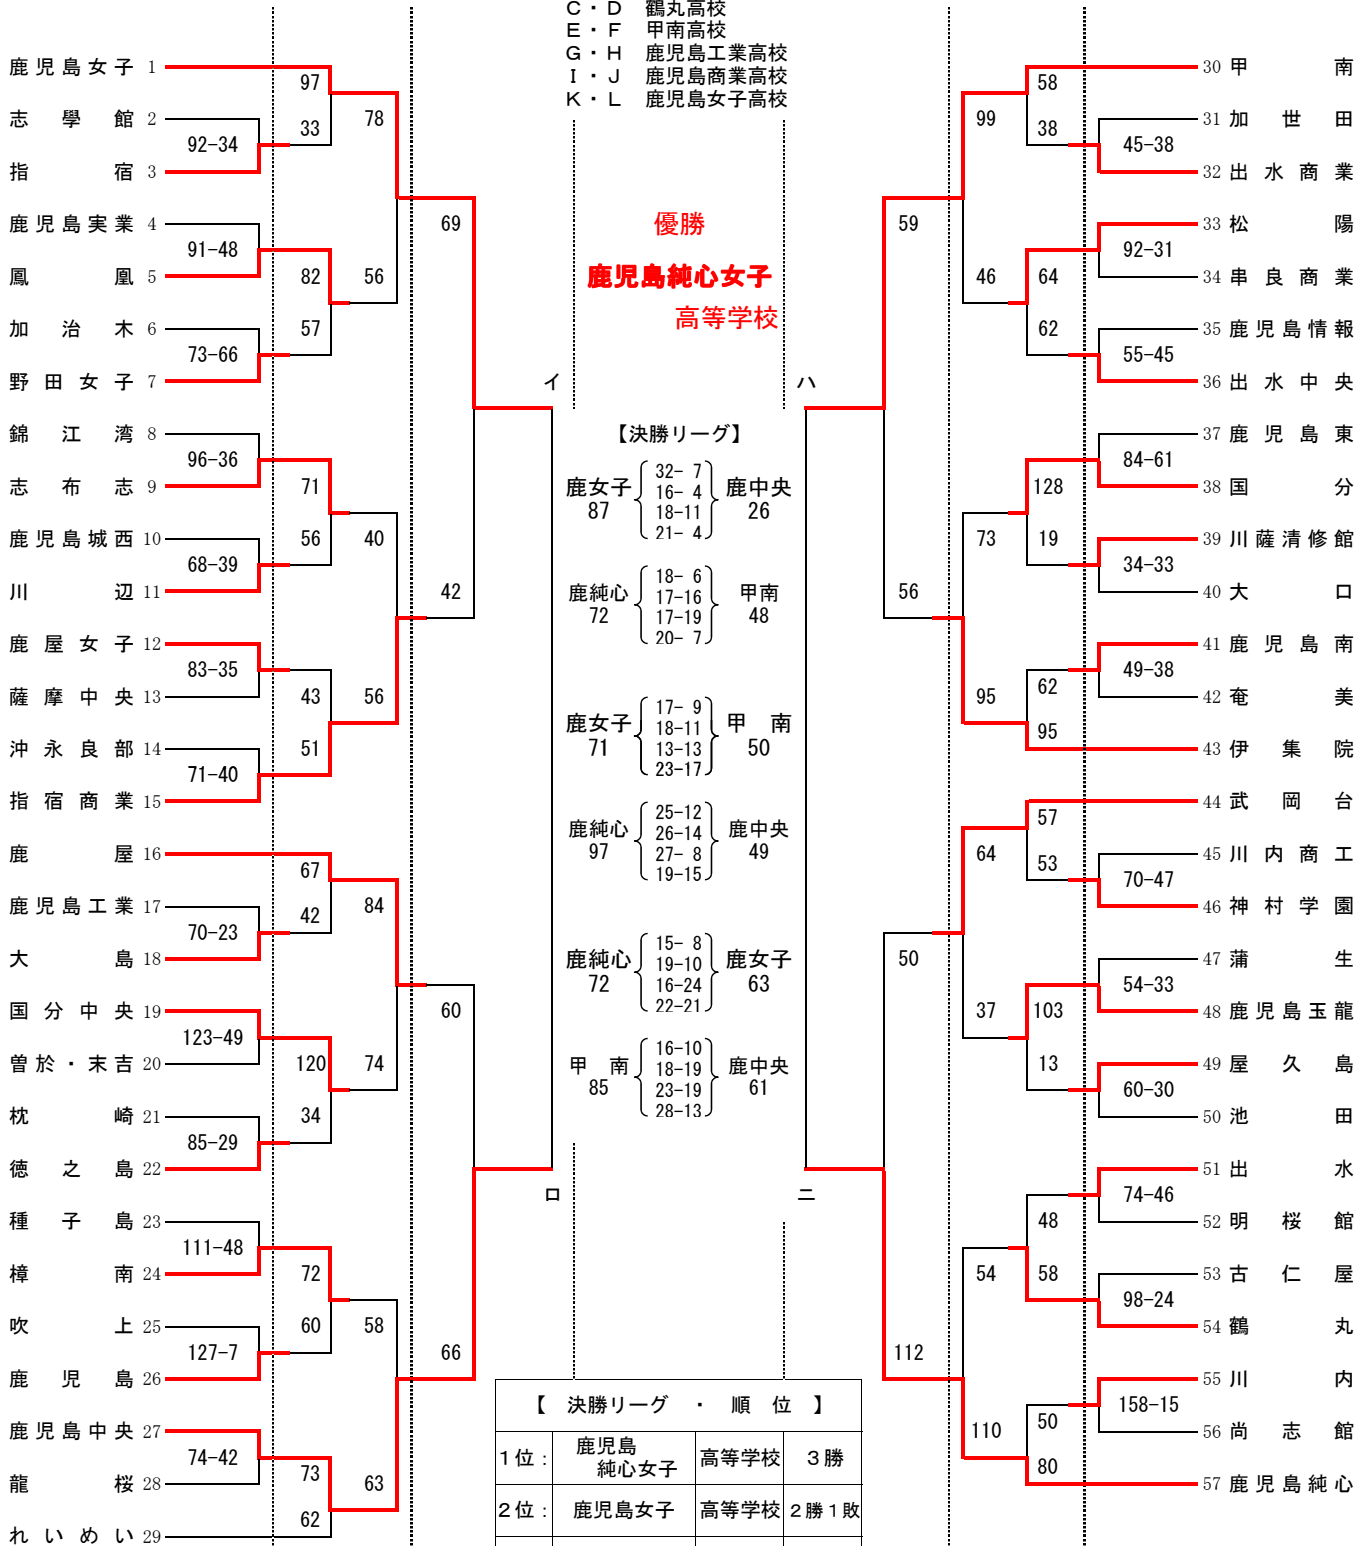 C・D 鶴丸高校
E・F 甲南高校
G・H 鹿児島工業高校
I・J 鹿児島商業高校
K・L 鹿児島女子高校
鹿児島女子 1
志學館 2
指宿 3
鹿児島実業 4
鳳凰 5
加治木 6
野田女子 7
錦江湾 8
志布志 9
鹿児島城西 10
川辺 11
鹿屋女子 12
薩摩中央 13
沖永良部 14
指宿商業 15
鹿屋 16
鹿児島工業 17
大島 18
国分中央 19
曽於・末吉 20
枕崎 21
徳之島 22
種子島 23
樟南 24
吹上 25
鹿児島 26
鹿児島中央 27
龍桜 28
れいめい 29
92-34
91-48
73-66
96-36
68-39
83-35
71-40
70-23
123-49
85-29
111-48
127-7
74-42
97
33
82
57
71
56
43
51
67
42
120
34
72
60
73
62
78
56
40
56
84
74
58
63
69
42
60
66
イ
ロ
優勝
鹿児島純心女子
高等学校
【決勝リーグ】
鹿女子 87
32- 7
16- 4
18-11
21- 4
鹿中央 26
鹿純心 72
18- 6
17-16
17-19
20- 7
甲南 48
鹿女子 71
17- 9
18-11
13-13
23-17
甲南 50
鹿純心 97
25-12
26-14
27- 8
19-15
鹿中央 49
鹿純心 72
15- 8
19-10
16-24
22-21
鹿女子 63
甲南 85
16-10
18-19
23-19
28-13
鹿中央 61
ハ
ニ
59
56
50
112
99
46
73
95
64
37
54
110
58
38
64
62
128
19
62
95
57
53
103
13
48
58
50
80
45-38
92-31
55-45
84-61
34-33
49-38
70-47
54-33
60-30
74-46
98-24
158-15
30 甲南
31 加世田
32 出水商業
33 松陽
34 串良商業
35 鹿児島情報
36 出水中央
37 鹿児島東
38 国分
39 川薩清修館
40 大口
41 鹿児島南
42 奄美
43 伊集院
44 武岡台
45 川内商工
46 神村学園
47 蒲生
48 鹿児島玉龍
49 屋久島
50 池田
51 出水
52 明桜館
53 古仁屋
54 鶴丸
55 川内
56 尚志館
57 鹿児島純心
【 決勝リーグ ・ 順位 】
1位: 鹿児島純心女子 高等学校 3勝
2位: 鹿児島女子 高等学校 2勝1敗